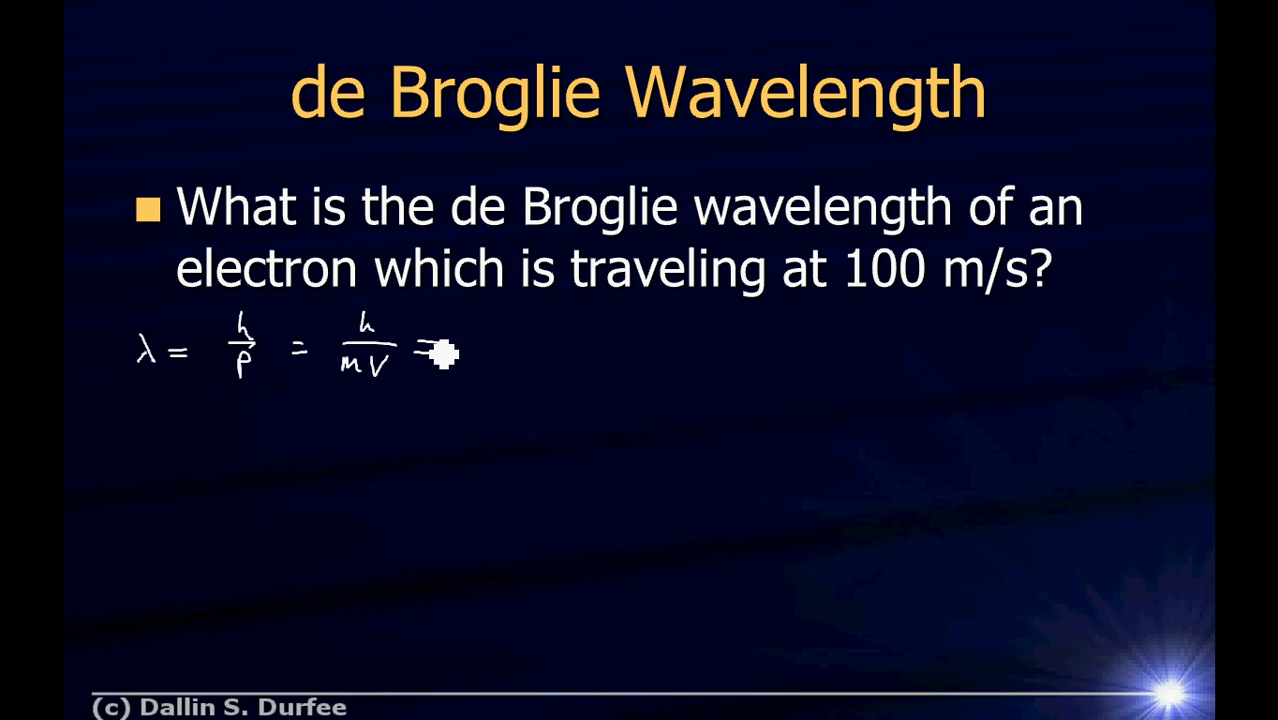 de Broglie Wavelength
What is the de Broglie wavelength of an
electron which is traveling at 100 m/s?
λ = h/p = h/mv =
(c) Dallin S. Durfee